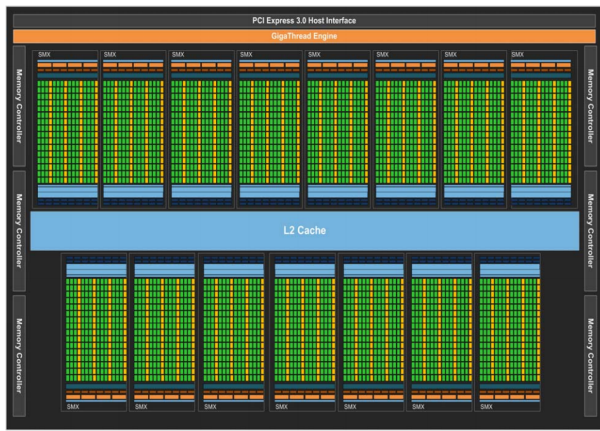 PCI Express 3.0 Host Interface
GigaThread Engine
SMX SMX SMX SMX SMX SMX SMX SMX
Memory Controller
Memory Controller
Memory Controller
Memory Controller
L2 Cache
Memory Controller
Memory Controller
SMX SMX SMX SMX SMX SMX SMX